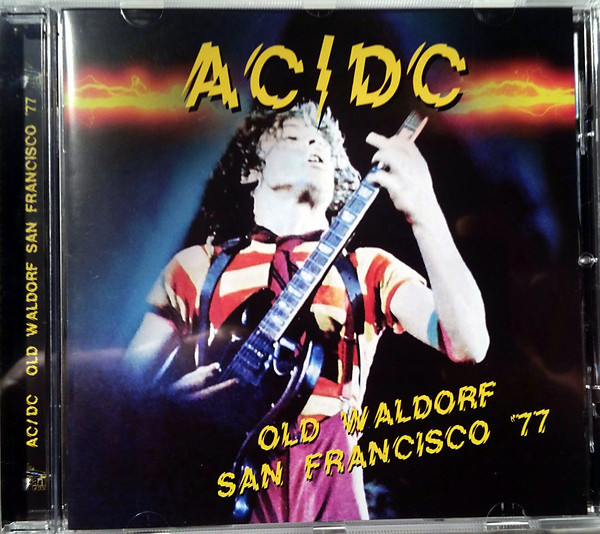 AC/DC
OLD WALDORF
SAN FRANCISCO '77
AC/DC OLD WALDORF SAN FRANCISCO '77